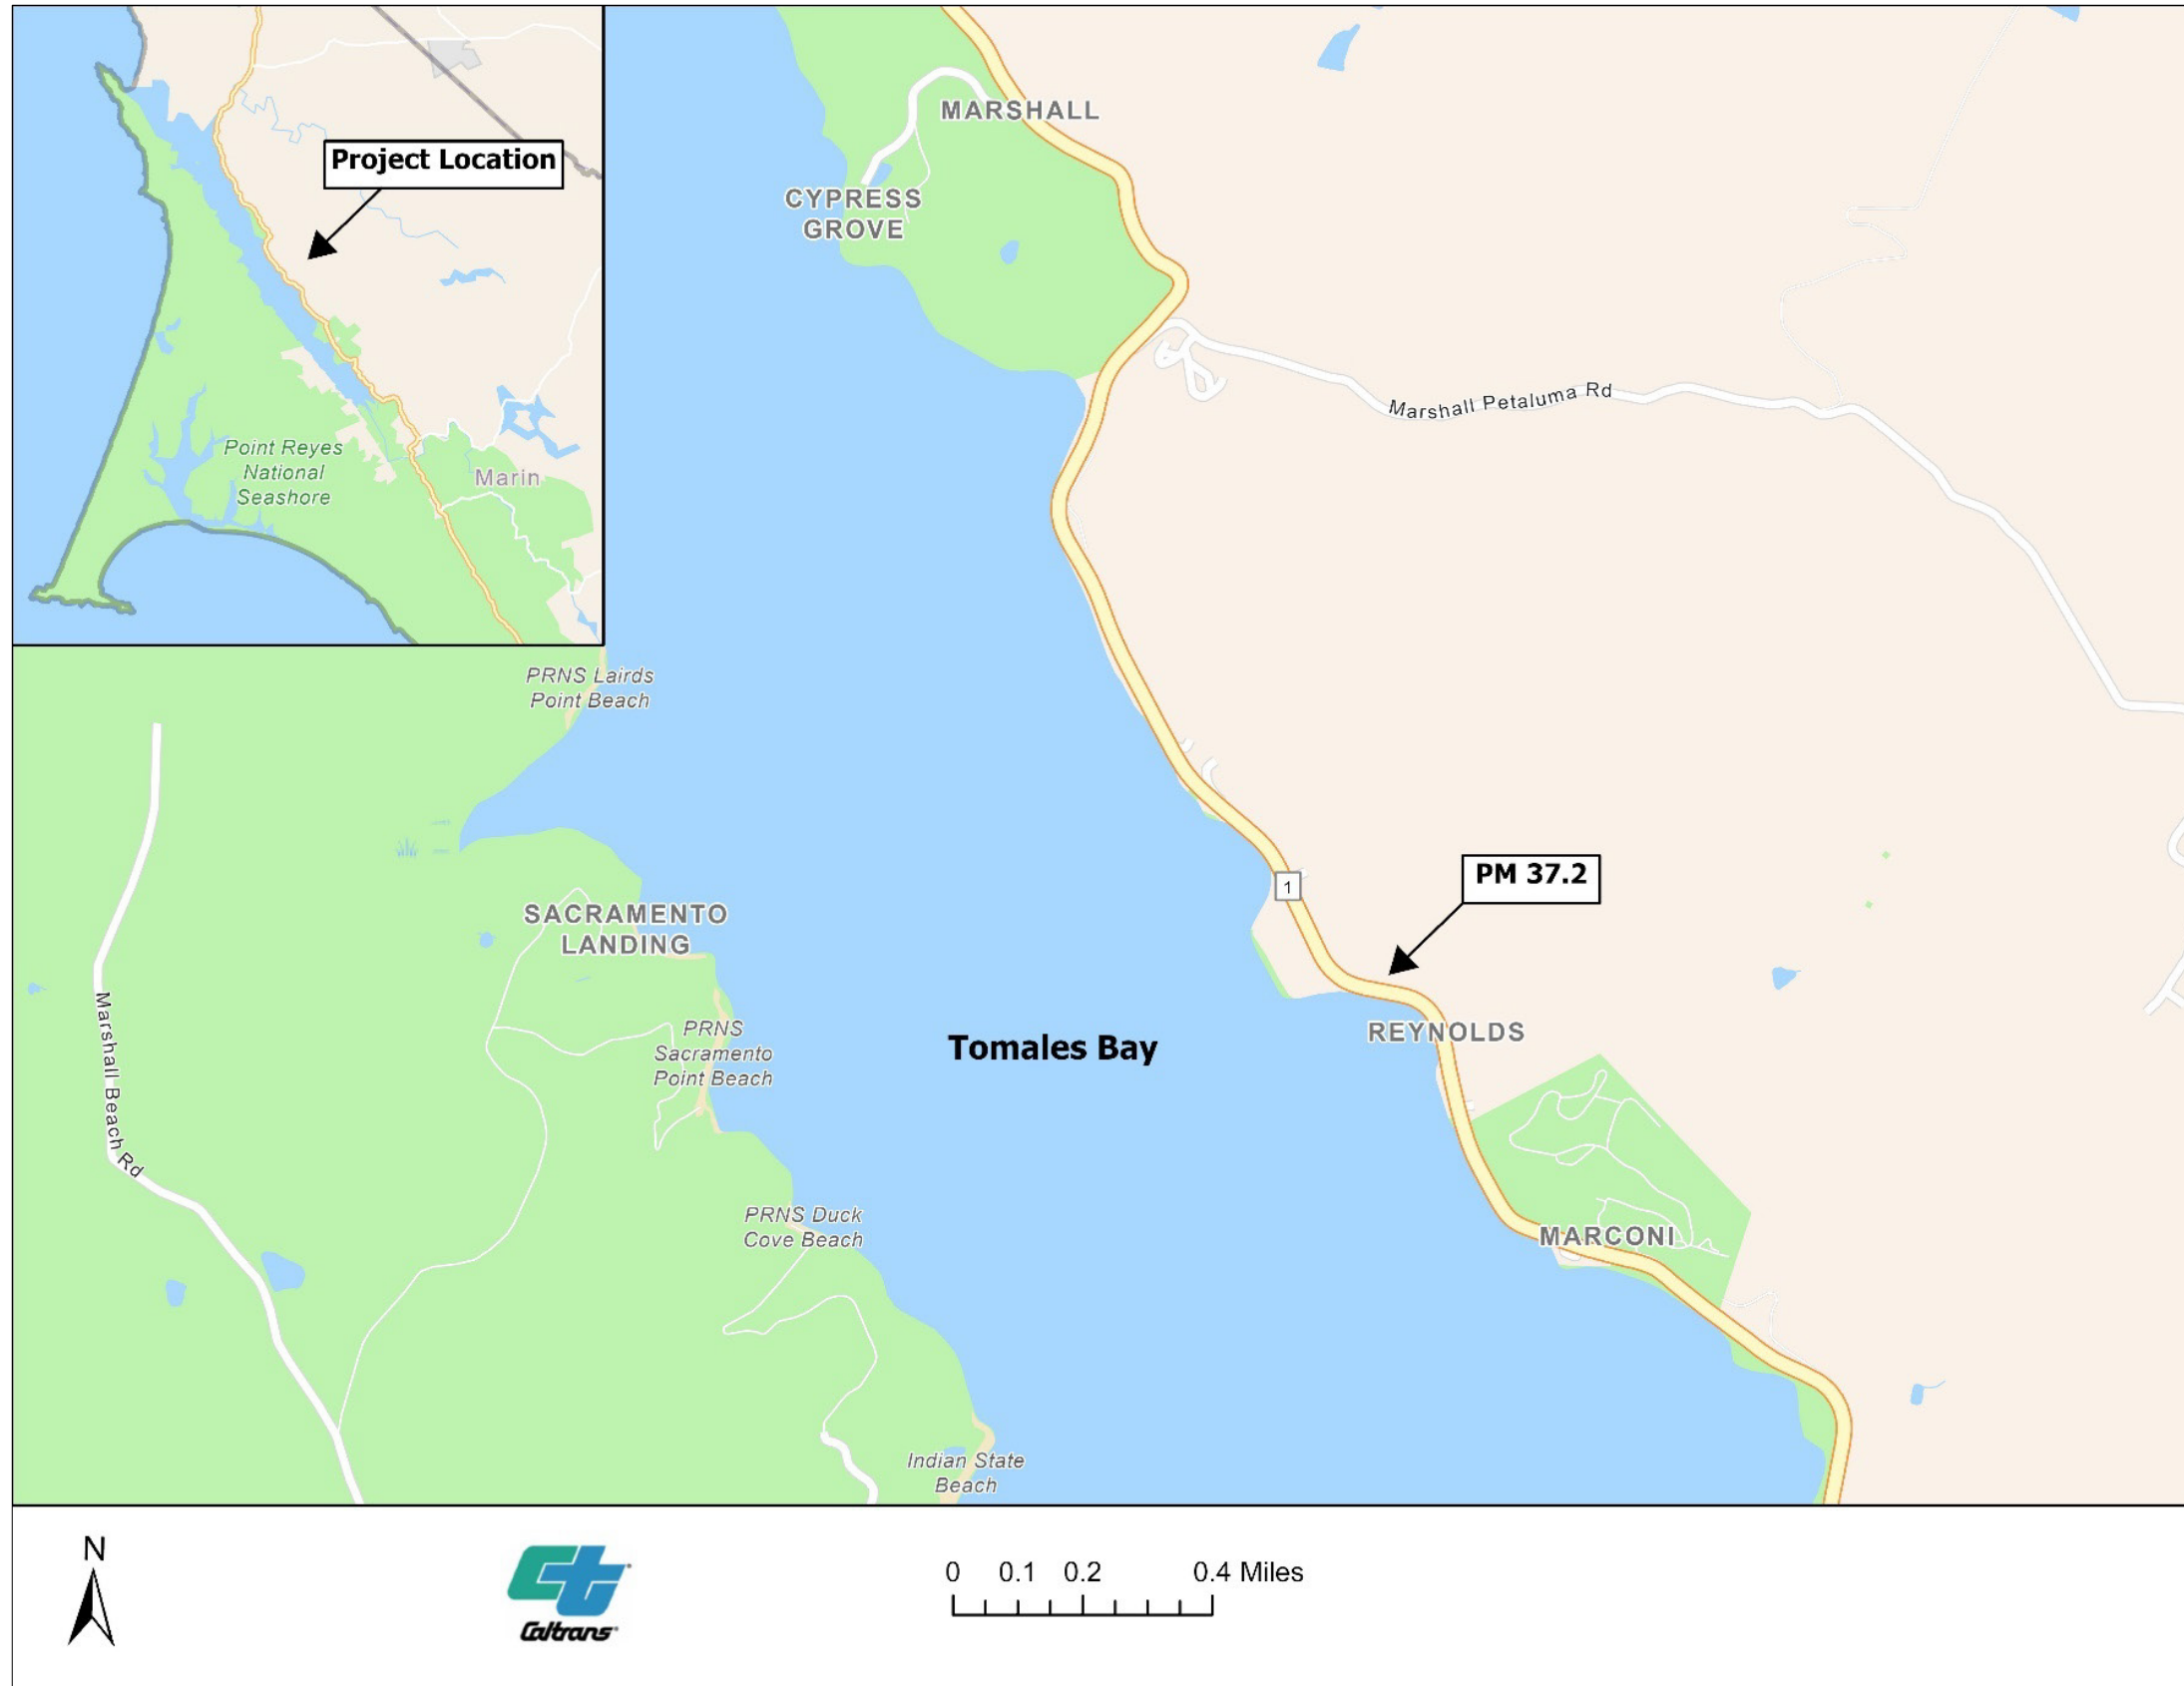 Project Location
Point Reyes
National
Seashore
Marin
MARSHALL
CYPRESS
GROVE
Marshall Petaluma Rd
PRNS Lairds
Point Beach
1
PM 37.2
SACRAMENTO
LANDING
Marshall Beach Rd
PRNS
Sacramento
Point Beach
Tomales Bay
REYNOLDS
PRNS Duck
Cove Beach
MARCONI
Indian State
Beach
N
Caltrans
0 0.1 0.2 0.4 Miles